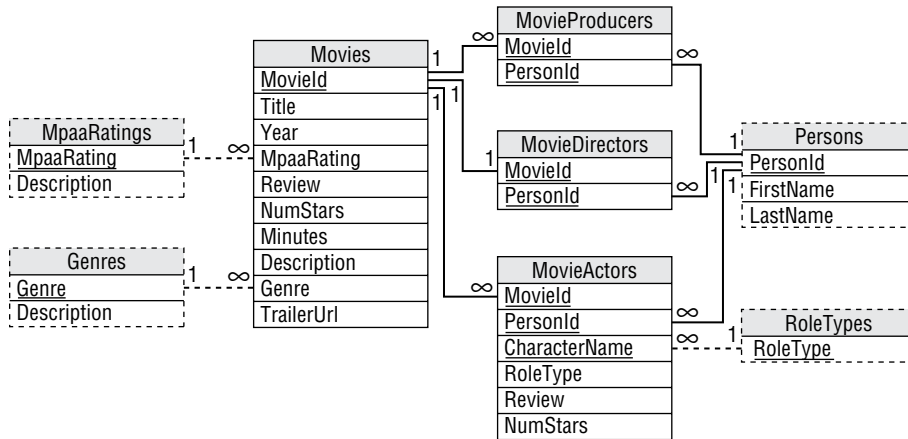 MpaaRatings
MpaaRating
Description
1
∞
Genres
Genre
Description
1
∞
Movies
MovieId
Title
Year
MpaaRating
Review
NumStars
Minutes
Description
Genre
TrailerUrl
1
1
1
∞
MovieProducers
MovieId
PersonId
∞
1
MovieDirectors
MovieId
PersonId
∞
∞
MovieActors
MovieId
PersonId
CharacterName
RoleType
Review
NumStars
∞
∞
1
1
1
Persons
PersonId
FirstName
LastName
1
RoleTypes
RoleType